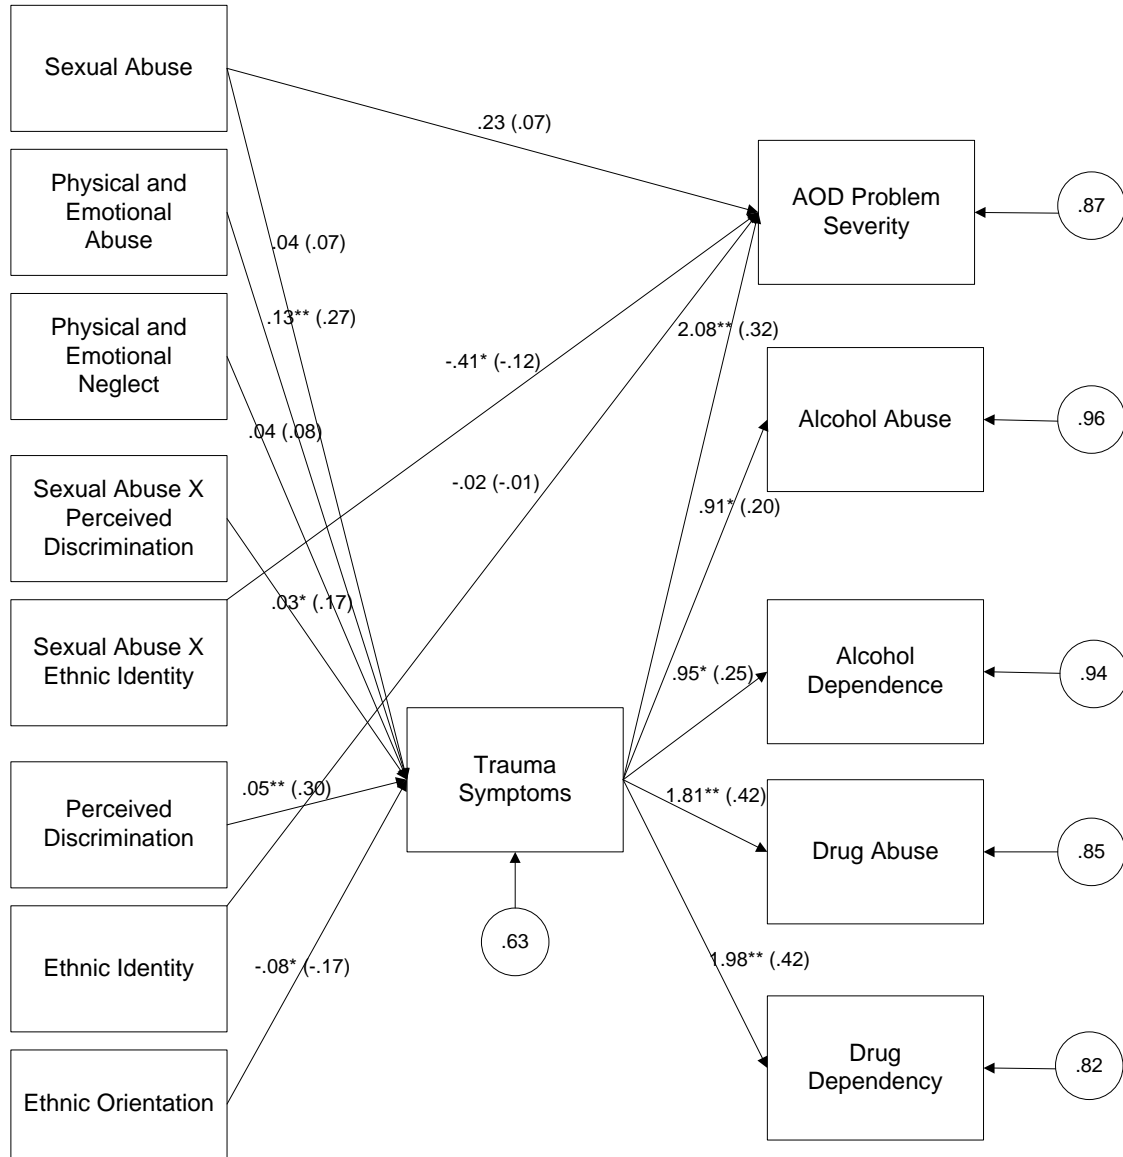 Sexual Abuse
Physical and
Emotional
Abuse
Physical and
Emotional
Neglect
Sexual Abuse X
Perceived
Discrimination
Sexual Abuse X
Ethnic Identity
Perceived
Discrimination
Ethnic Identity
Ethnic Orientation
.23 (.07)
.04 (.07)
.13** (.27)
-.41* (-.12)
.04 (.08)
-.02 (-.01)
.03* (.17)
.05** (.30)
-.08* (-.17)
Trauma
Symptoms
.63
2.08** (.32)
.91* (.20)
.95* (.25)
1.81** (.42)
1.98** (.42)
AOD Problem
Severity
.87
Alcohol Abuse
.96
Alcohol
Dependence
.94
Drug Abuse
.85
Drug
Dependency
.82